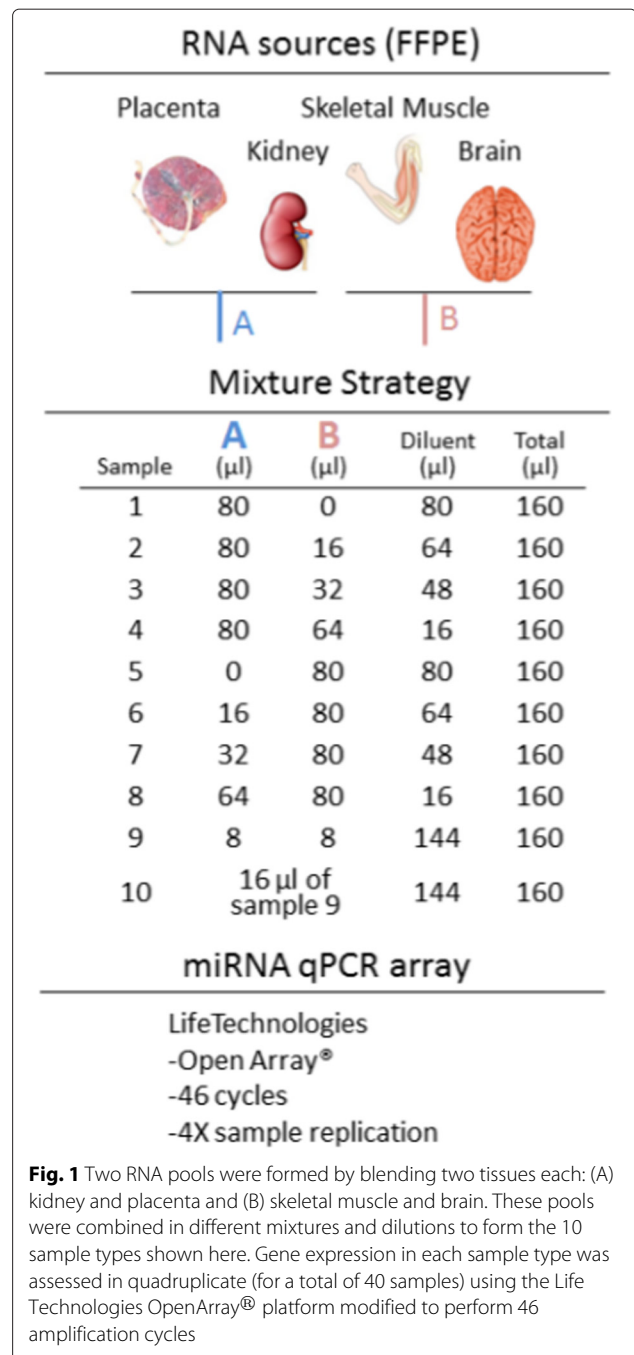 RNA sources (FFPE)
Placenta Skeletal Muscle
Kidney Brain
A B
Mixture Strategy
Sample A (µl) B (µl) Diluent (µl) Total (µl)
1 80 0 80 160
2 80 16 64 160
3 80 32 48 160
4 80 64 16 160
5 0 80 80 160
6 16 80 64 160
7 32 80 48 160
8 64 80 16 160
9 8 8 144 160
10 16 µl of sample 9 144 160
miRNA qPCR array
LifeTechnologies
-Open Array®
-46 cycles
-4X sample replication
Fig. 1 Two RNA pools were formed by blending two tissues each: (A)
kidney and placenta and (B) skeletal muscle and brain. These pools
were combined in different mixtures and dilutions to form the 10
sample types shown here. Gene expression in each sample type was
assessed in quadruplicate (for a total of 40 samples) using the Life
Technologies OpenArray® platform modified to perform 46
amplification cycles